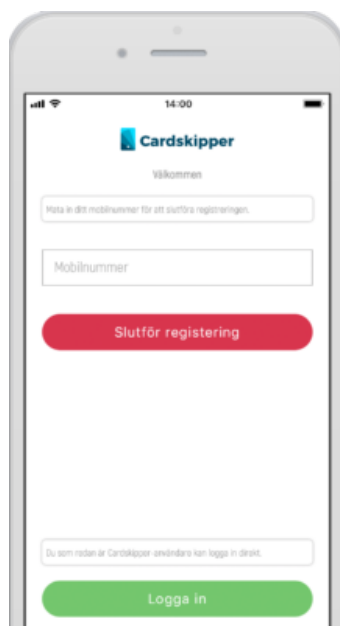 14:00
Cardskipper
Välkommen
Mata in ditt mobilnummer för att slutföra registreringen.
Mobilnummer
Slutför registering
Du som redan är Cardskipper-användare kan logga in direkt.
Logga in